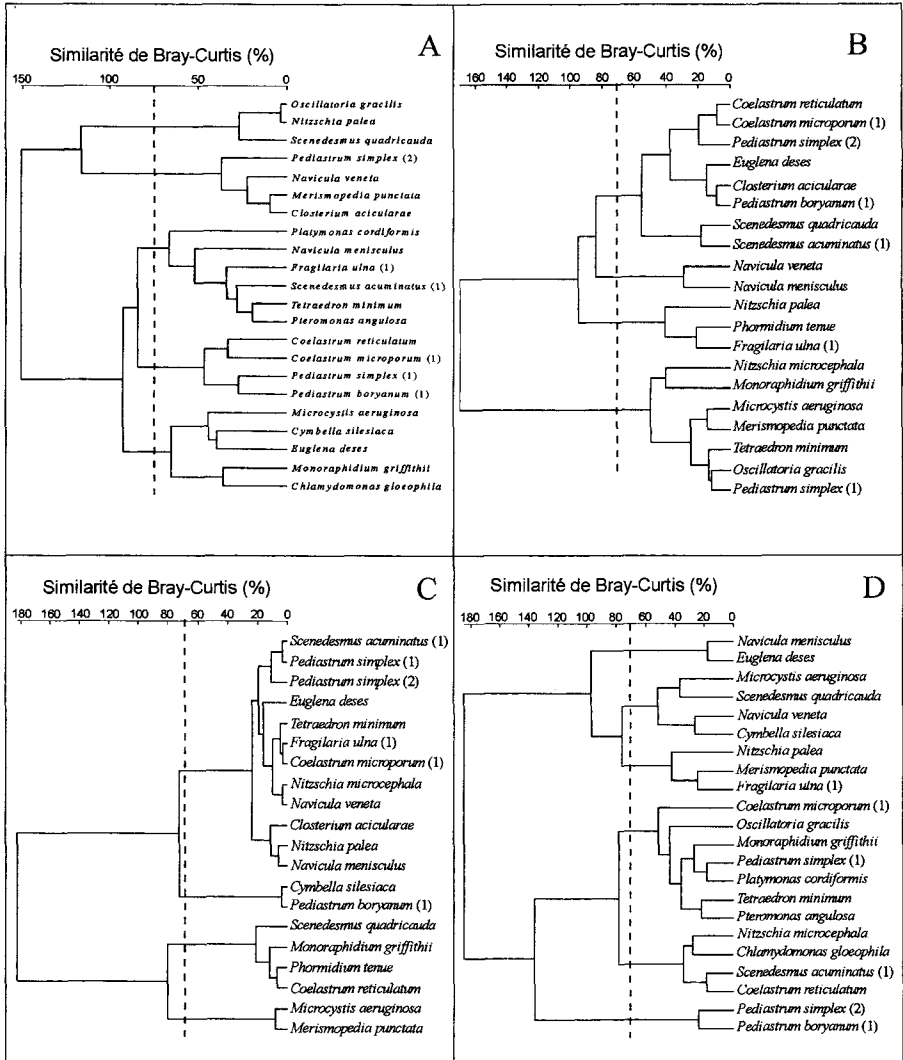 Similarité de Bray-Curtis (%)
A
150 100 50 0
Oscillatoria gracilis
Nitzschia palea
Scenedesmus quadricauda
Pediastrum simplex (2)
Navicula veneta
Merismopedia punctata
Closterium acicularae
Platymonas cordiformis
Navicula menisculus
Fragilaria ulna (1)
Scenedesmus acuminatus (1)
Tetraedron minimum
Pteromonas angulosa
Coelastrum reticulatum
Coelastrum microporum (1)
Pediastrum simplex (1)
Pediastrum boryanum (1)
Microcystis aeruginosa
Cymbella silesiaca
Euglena deses
Monoraphidium griffithii
Chlamydomonas gloeophila
Similarité de Bray-Curtis (%)
B
160 140 120 100 80 60 40 20 0
Coelastrum reticulatum
Coelastrum microporum (1)
Pediastrum simplex (2)
Euglena deses
Closterium acicularae
Pediastrum boryanum (1)
Scenedesmus quadricauda
Scenedesmus acuminatus (1)
Navicula veneta
Navicula menisculus
Nitzschia palea
Phormidium tenue
Fragilaria ulna (1)
Nitzschia microcephala
Monoraphidium griffithii
Microcystis aeruginosa
Merismopedia punctata
Tetraedron minimum
Oscillatoria gracilis
Pediastrum simplex (1)
Similarité de Bray-Curtis (%)
C
180 160 140 120 100 80 60 40 20 0
Scenedesmus acuminatus (1)
Pediastrum simplex (1)
Pediastrum simplex (2)
Euglena deses
Tetraedron minimum
Fragilaria ulna (1)
Coelastrum microporum (1)
Nitzschia microcephala
Navicula veneta
Closterium acicularae
Nitzschia palea
Navicula menisculus
Cymbella silesiaca
Pediastrum boryanum (1)
Scenedesmus quadricauda
Monoraphidium griffithii
Phormidium tenue
Coelastrum reticulatum
Microcystis aeruginosa
Merismopedia punctata
Similarité de Bray-Curtis (%)
D
180 160 140 120 100 80 60 40 20 0
Navicula menisculus
Euglena deses
Microcystis aeruginosa
Scenedesmus quadricauda
Navicula veneta
Cymbella silesiaca
Nitzschia palea
Merismopedia punctata
Fragilaria ulna (1)
Coelastrum microporum (1)
Oscillatoria gracilis
Monoraphidium griffithii
Pediastrum simplex (1)
Platymonas cordiformis
Tetraedron minimum
Pteromonas angulosa
Nitzschia microcephala
Chlamydomonas gloeophila
Scenedesmus acuminatus (1)
Coelastrum reticulatum
Pediastrum simplex (2)
Pediastrum boryanum (1)